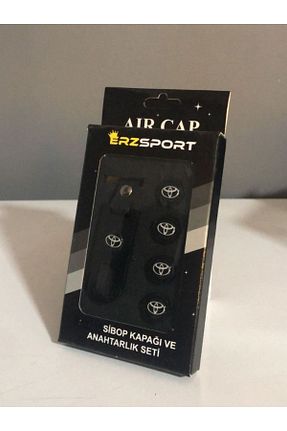 AIR CAP
ERZSPORT
SİBOP KAPAĞI VE
ANAHTARLIK SETİ